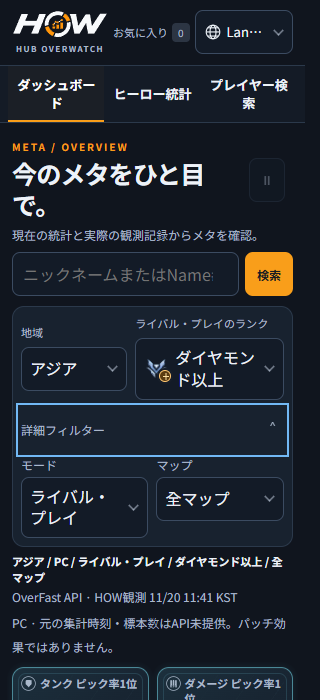 HOW
HUB OVERWATCH
お気に入り 0
Lan…
ダッシュボー
ド
ヒーロー統計
プレイヤー検
索
META / OVERVIEW
今のメタをひと目
で。
現在の統計と実際の観測記録からメタを確認。
ニックネームまたはName
検索
地域
ライバル・プレイのランク
アジア
ダイヤモン
ド以上
詳細フィルター
モード
マップ
ライバル・
プレイ
全マップ
アジア / PC / ライバル・プレイ / ダイヤモンド以上 / 全
マップ
OverFast API · HOW観測 11/20 11:41 KST
PC · 元の集計時刻・標本数はAPI未提供。パッチ効
果ではありません。
タンク ピック率1位
ダメージ ピック率1
位